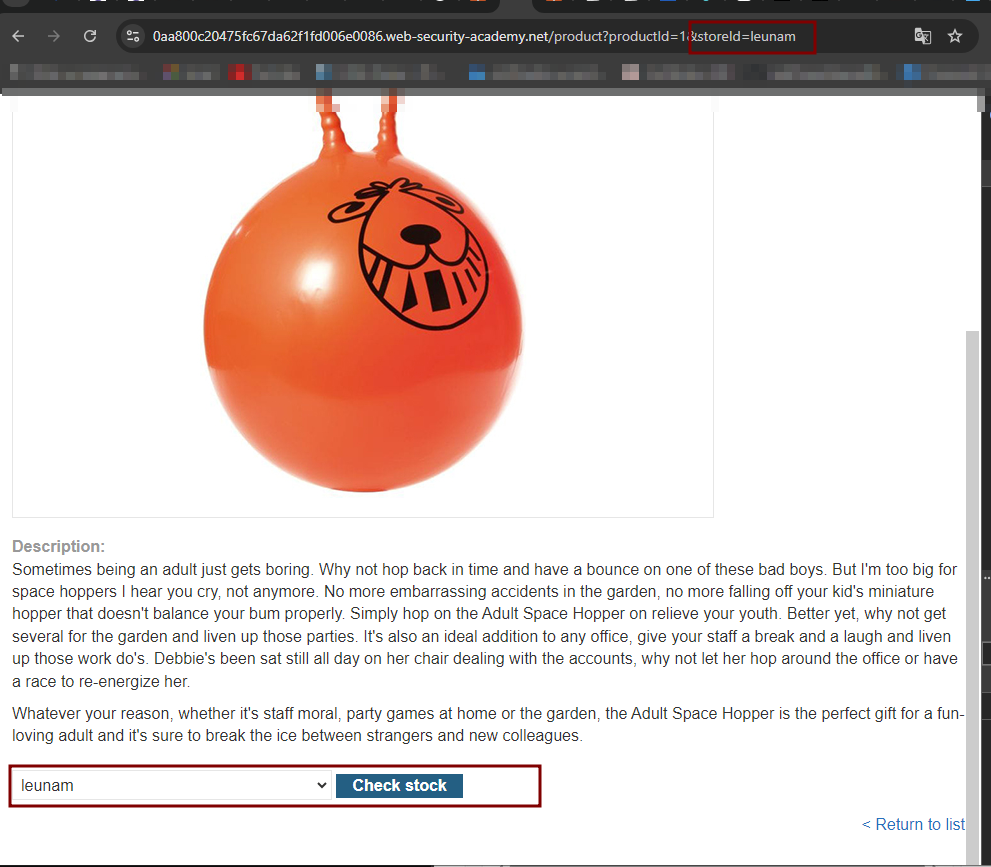 0aa800c20475fc67da62f1fd006e0086.web-security-academy.net/product?productId=1&storeId=leunam
Description:
Sometimes being an adult just gets boring. Why not hop back in time and have a bounce on one of these bad boys. But I'm too big for
space hoppers I hear you cry, not anymore. No more embarrassing accidents in the garden, no more falling off your kid's miniature
hopper that doesn't balance your bum properly. Simply hop on the Adult Space Hopper on relieve your youth. Better yet, why not get
several for the garden and liven up those parties. It's also an ideal addition to any office, give your staff a break and a laugh and liven
up those work do's. Debbie's been sat still all day on her chair dealing with the accounts, why not let her hop around the office or have
a race to re-energize her.
Whatever your reason, whether it's staff moral, party games at home or the garden, the Adult Space Hopper is the perfect gift for a fun-
loving adult and it's sure to break the ice between strangers and new colleagues.
leunam Check stock
< Return to list